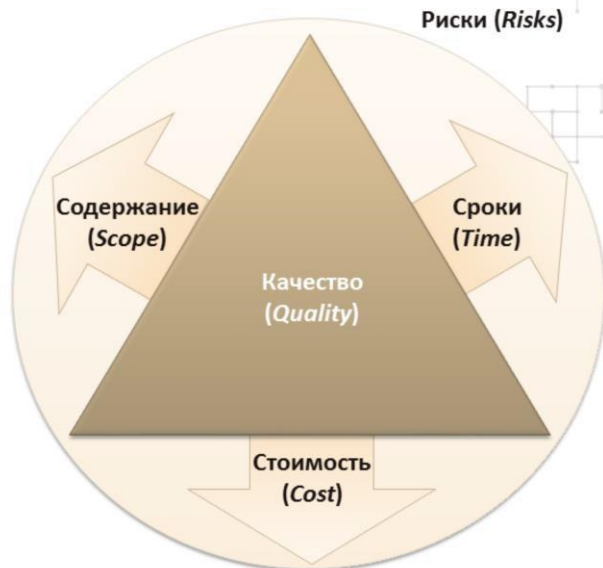 Риски (Risks)
Содержание
(Scope)
Сроки
(Time)
Качество
(Quality)
Стоимость
(Cost)